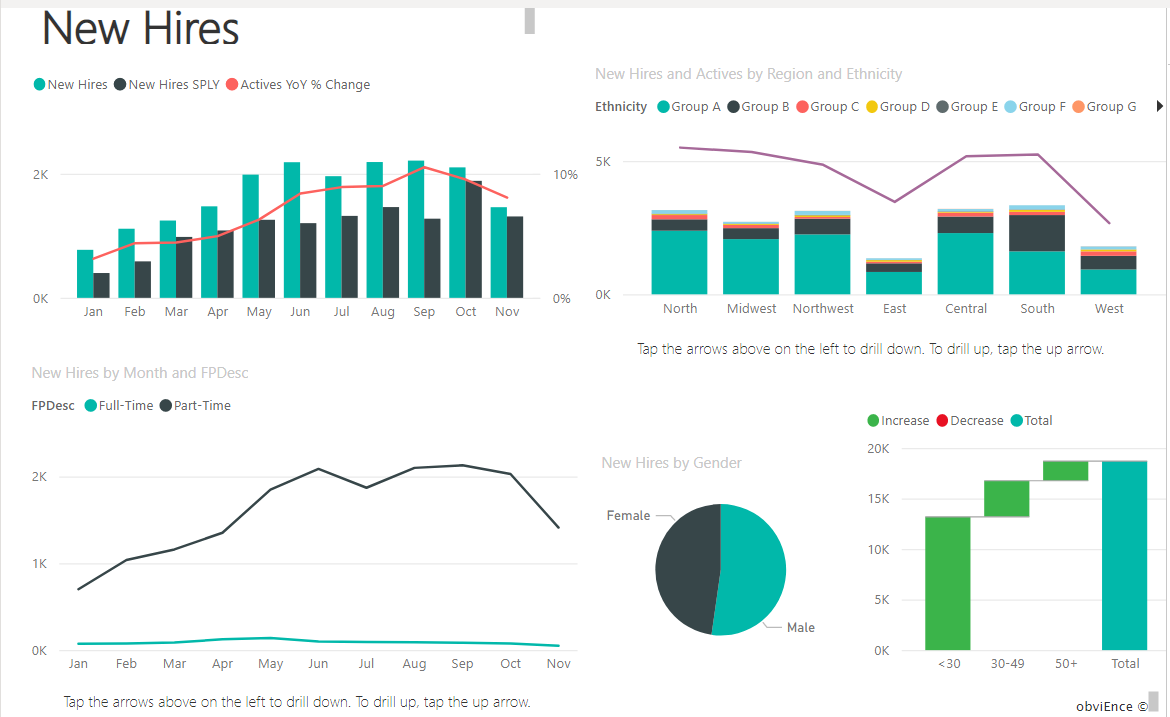 New Hires
New Hires New Hires SPLY Actives YoY % Change
2K
0K
10%
0%
Jan Feb Mar Apr May Jun Jul Aug Sep Oct Nov
New Hires and Actives by Region and Ethnicity
Ethnicity Group A Group B Group C Group D Group E Group F Group G
5K
0K
North Midwest Northwest East Central South West
Tap the arrows above on the left to drill down. To drill up, tap the up arrow.
New Hires by Month and FPDesc
FPDesc Full-Time Part-Time
2K
1K
0K
Jan Feb Mar Apr May Jun Jul Aug Sep Oct Nov
Tap the arrows above on the left to drill down. To drill up, tap the up arrow.
New Hires by Gender
Female
Male
Increase Decrease Total
20K
15K
10K
5K
0K
<30 30-49 50+ Total
obviEnce ©